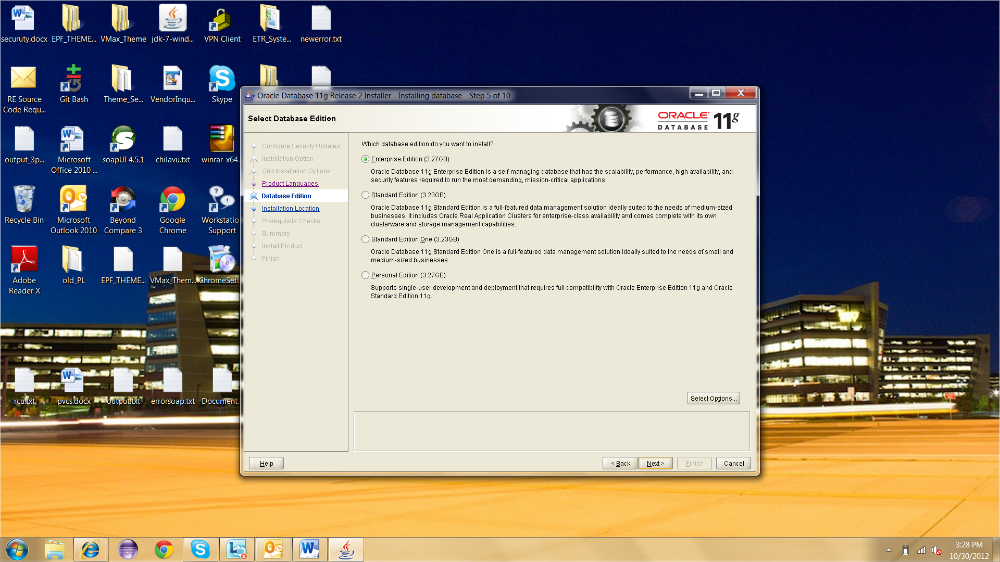 securuty.docx
EPF_THEME...
VMax_Theme
jdk-7-wind...
VPN Client
ETR_Syste...
newerror.txt
RE Source
Code Requ...
Git Bash
Theme_Se...
VendorInqu...
Skype
output_3p...
Microsoft
Office 2010 ...
soapUI 4.5.1
chilavu.txt
winrar-x64.
Recycle Bin
Microsoft
Outlook 2010
Beyond
Compare 3
Google
Chrome
Workstatio
Support
Adobe
Reader X
old_PL
EPF_THEME...
VMax_Them...
ChromeSetu
rcu.txt
pvcs.docx
output.txt
errorsoap.txt
Document.
Oracle Database 11g Release 2 Installer - Installing database - Step 5 of 10
Select Database Edition
ORACLE
DATABASE
11g
Configure Security Updates
Installation Option
Grid Installation Options
Product Languages
Database Edition
Installation Location
Prerequisite Checks
Summary
Install Product
Finish
Which database edition do you want to install?
Enterprise Edition (3.27GB)
Oracle Database 11g Enterprise Edition is a self-managing database that has the scalability, performance, high availability, and
security features required to run the most demanding, mission-critical applications.
Standard Edition (3.23GB)
Oracle Database 11g Standard Edition is a full-featured data management solution ideally suited to the needs of medium-sized
businesses. It includes Oracle Real Application Clusters for enterprise-class availability and comes complete with its own
clusterware and storage management capabilities.
Standard Edition One (3.23GB)
Oracle Database 11g Standard Edition One is a full-featured data management solution ideally suited to the needs of small and
medium-sized businesses.
Personal Edition (3.27GB)
Supports single-user development and deployment that requires full compatibility with Oracle Enterprise Edition 11g and Oracle
Standard Edition 11g.
Select Options...
Help
< Back
Next >
Finish
Cancel
3:28 PM
10/30/2012